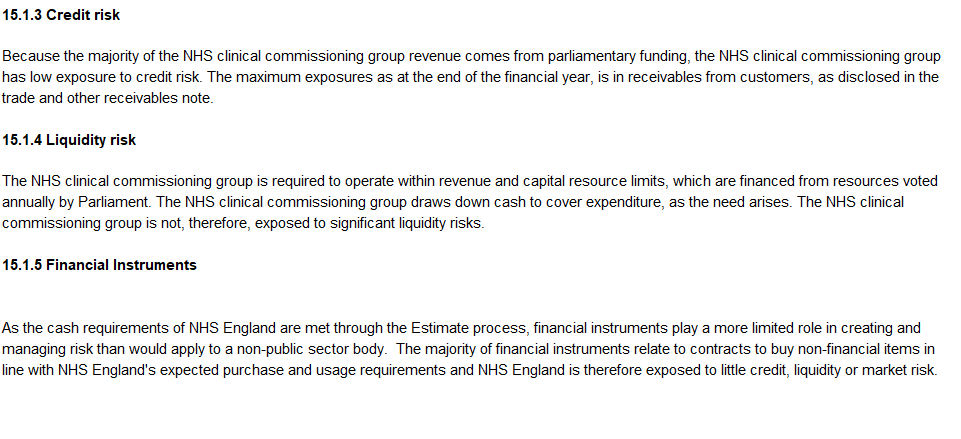 15.1.3 Credit risk
Because the majority of the NHS clinical commissioning group revenue comes from parliamentary funding, the NHS clinical commissioning group
has low exposure to credit risk. The maximum exposures as at the end of the financial year, is in receivables from customers, as disclosed in the
trade and other receivables note.
15.1.4 Liquidity risk
The NHS clinical commissioning group is required to operate within revenue and capital resource limits, which are financed from resources voted
annually by Parliament. The NHS clinical commissioning group draws down cash to cover expenditure, as the need arises. The NHS clinical
commissioning group is not, therefore, exposed to significant liquidity risks.
15.1.5 Financial Instruments
As the cash requirements of NHS England are met through the Estimate process, financial instruments play a more limited role in creating and
managing risk than would apply to a non-public sector body.  The majority of financial instruments relate to contracts to buy non-financial items in
line with NHS England's expected purchase and usage requirements and NHS England is therefore exposed to little credit, liquidity or market risk.